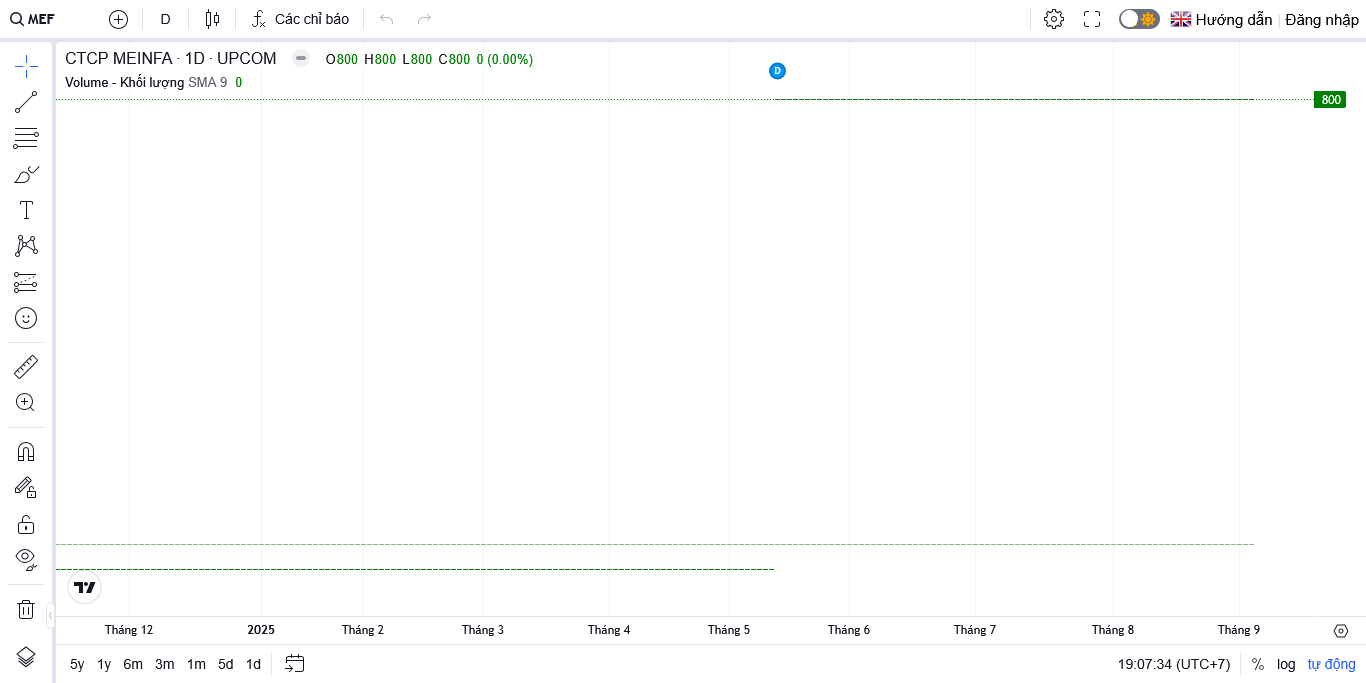 MEF D Các chỉ báo Hướng dẫn Đăng nhập
CTCP MEINFA · 1D · UPCOM O800 H800 L800 C800 0 (0.00%)
D
Volume - Khối lượng SMA 9 0
800
Tháng 12 2025 Tháng 2 Tháng 3 Tháng 4 Tháng 5 Tháng 6 Tháng 7 Tháng 8 Tháng 9
5y 1y 6m 3m 1m 5d 1d 19:07:34 (UTC+7) % log tự động